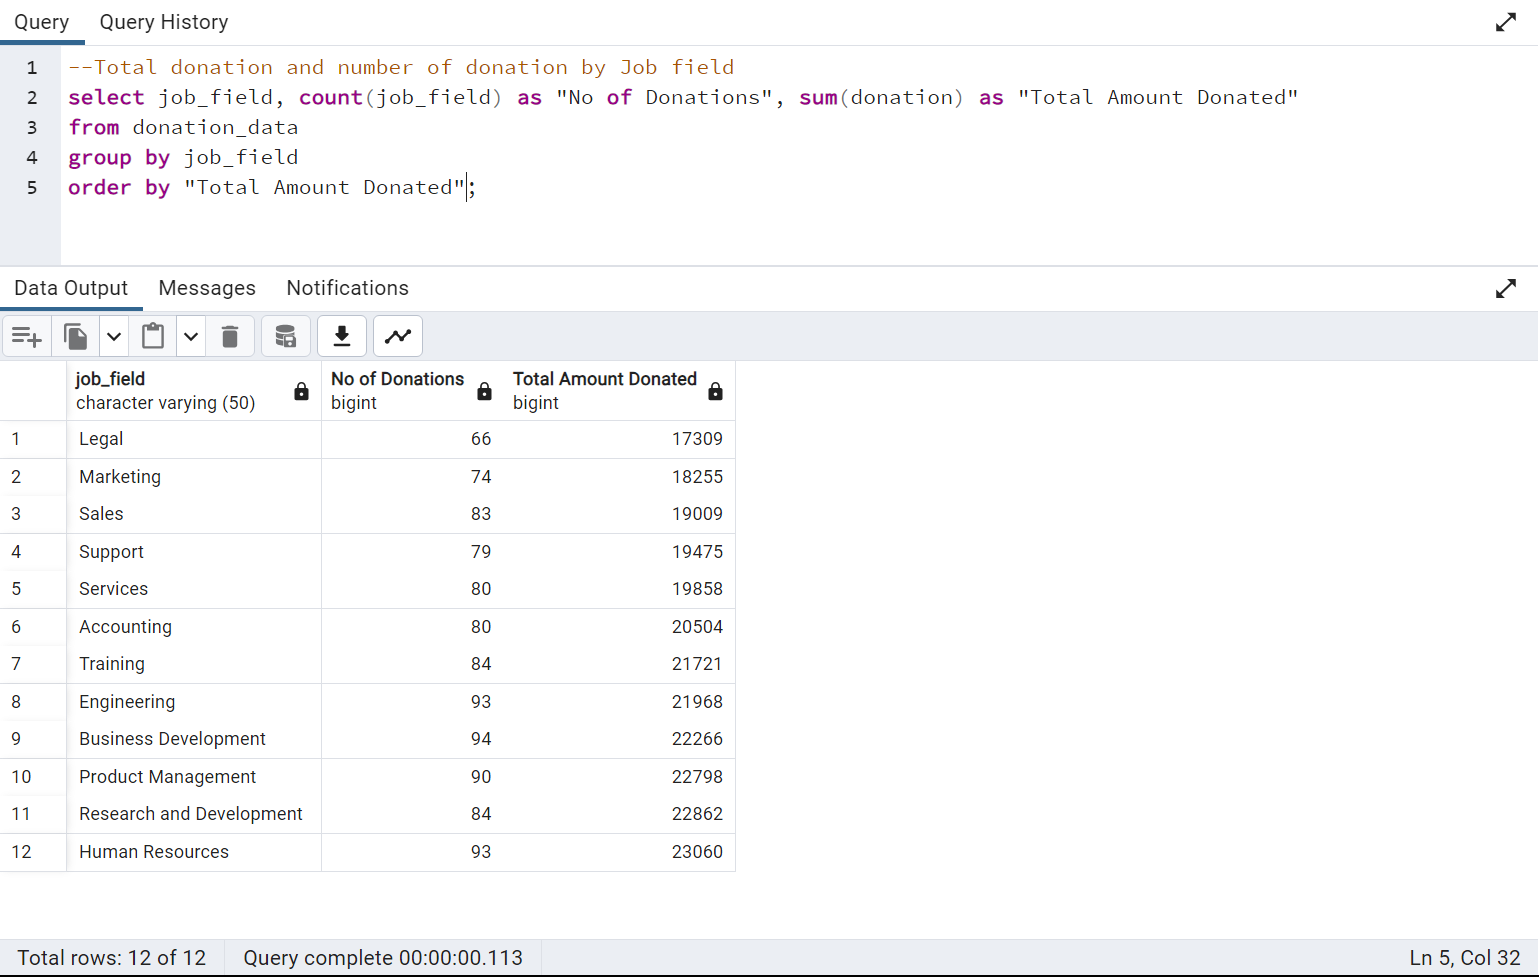 Query Query History
1 --Total donation and number of donation by Job field
2 select job_field, count(job_field) as "No of Donations", sum(donation) as "Total Amount Donated"
3 from donation_data
4 group by job_field
5 order by "Total Amount Donated";
Data Output Messages Notifications
job_field No of Donations Total Amount Donated
character varying (50) bigint bigint
1 Legal 66 17309
2 Marketing 74 18255
3 Sales 83 19009
4 Support 79 19475
5 Services 80 19858
6 Accounting 80 20504
7 Training 84 21721
8 Engineering 93 21968
9 Business Development 94 22266
10 Product Management 90 22798
11 Research and Development 84 22862
12 Human Resources 93 23060
Total rows: 12 of 12 Query complete 00:00:00.113 Ln 5, Col 32